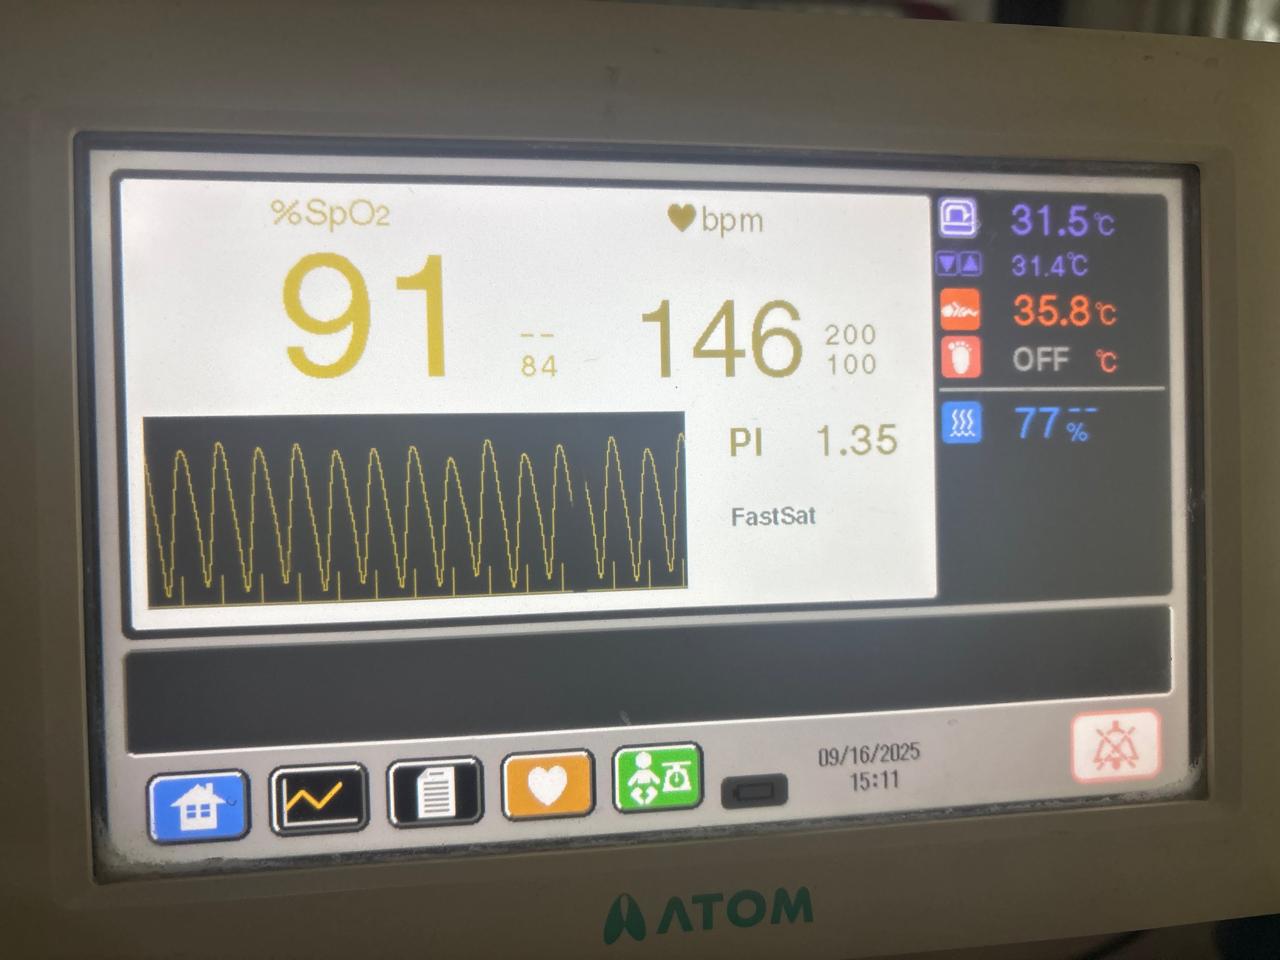 %SpO2
91
--
84
bpm
146
200
100
PI 1.35
FastSat
31.5℃
31.4℃
35.8℃
OFF ℃
77% --
09/16/2025
15:11
ATOM